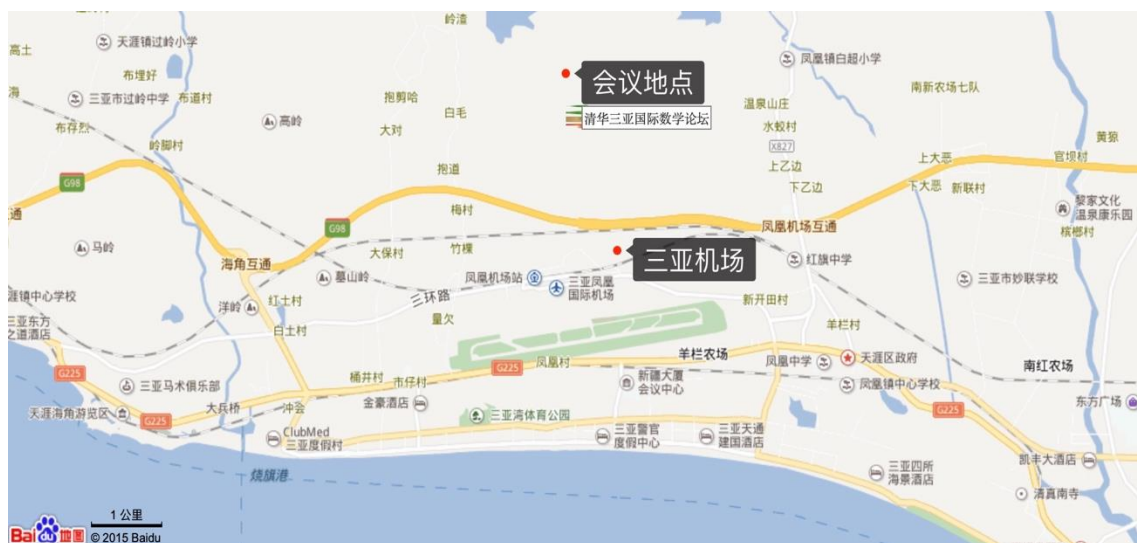 岭渣
天涯镇过岭小学
高土
布埋好
海
三亚市过岭中学
布道村
布存烈
岭脚村
高岭
抱剪哈
大对
白毛
抱道
会议地点
清华三亚国际数学论坛
凤凰镇白超小学
温泉山庄
水蛟村
X827
上乙边
下乙边
南新农场七队
上大恶
下大恶
新联村
官坝村
黄猄
黎家文化
温泉康乐园
槟榔村
G98
通
马岭
海角互通
G98
梅村
大保村
竹棵
墓山岭
凤凰机场互通
三亚机场
红旗中学
三亚市妙联学校
涯镇中心学校
洋岭
红土村
三环路
凤凰机场站
三亚凤凰
国际机场
新开田村
羊栏村
三亚东方
之道酒店
白土村
量欠
G225
凤凰村
羊栏农场
凤凰中学
天涯区政府
南红农场
G225
三亚马术俱乐部
桶井村
市仔村
新疆大厦
会议中心
凤凰镇中心学校
东方广场
天涯海角游览区
G225
大兵桥
冲会
金豪酒店
三亚湾体育公园
G225
ClubMed
三亚度假村
三亚警官
度假中心
三亚天通
建国酒店
烧旗港
三亚四所
海景酒店
凯丰大酒店
清真南寺
1 公里
Bai du 地图
© 2015 Baidu